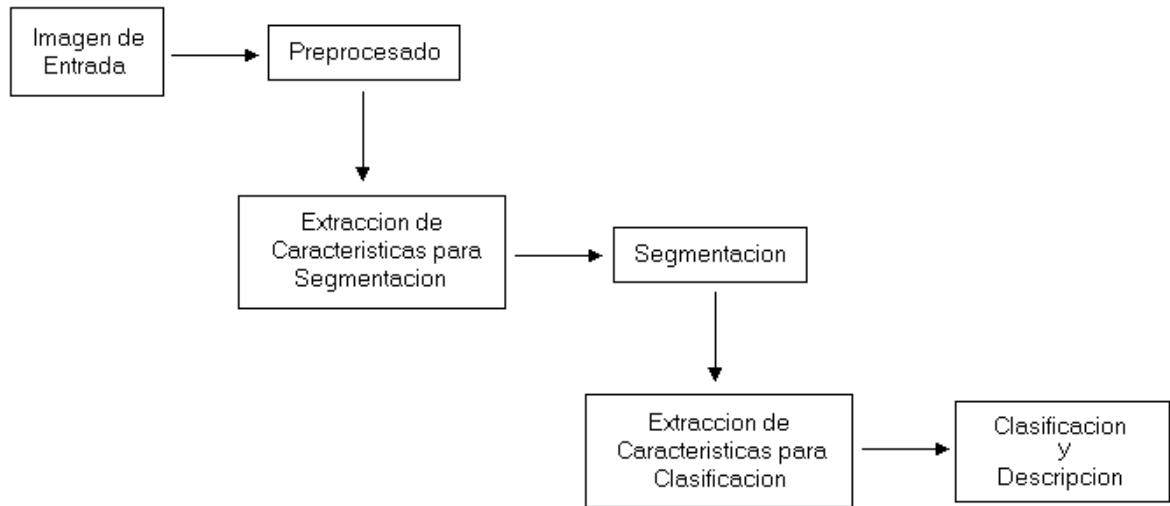 Imagen de
Entrada
Preprocesado
Extraccion de
Caracteristicas para
Segmentacion
Segmentacion
Extraccion de
Caracteristicas para
Clasificacion
Clasificacion
y
Descripcion